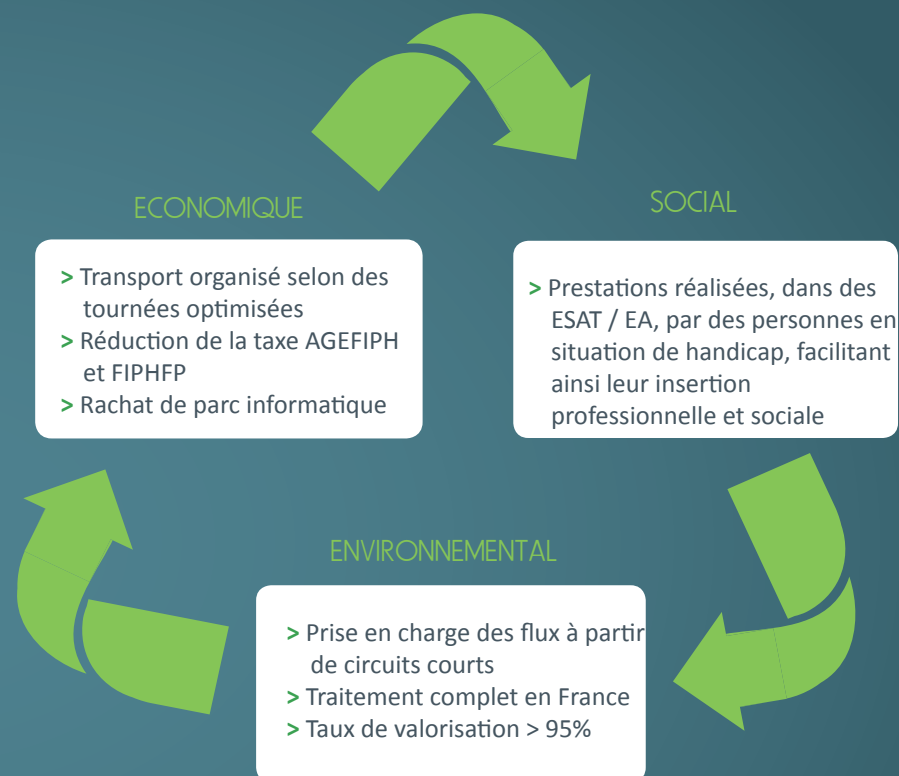 ECONOMIQUE
> Transport organisé selon des
tournées optimisées
> Réduction de la taxe AGEFIPH
et FIPHFP
> Rachat de parc informatique
SOCIAL
> Prestations réalisées, dans des
ESAT / EA, par des personnes en
situation de handicap, facilitant
ainsi leur insertion
professionnelle et sociale
ENVIRONNEMENTAL
> Prise en charge des flux à partir
de circuits courts
> Traitement complet en France
> Taux de valorisation > 95%